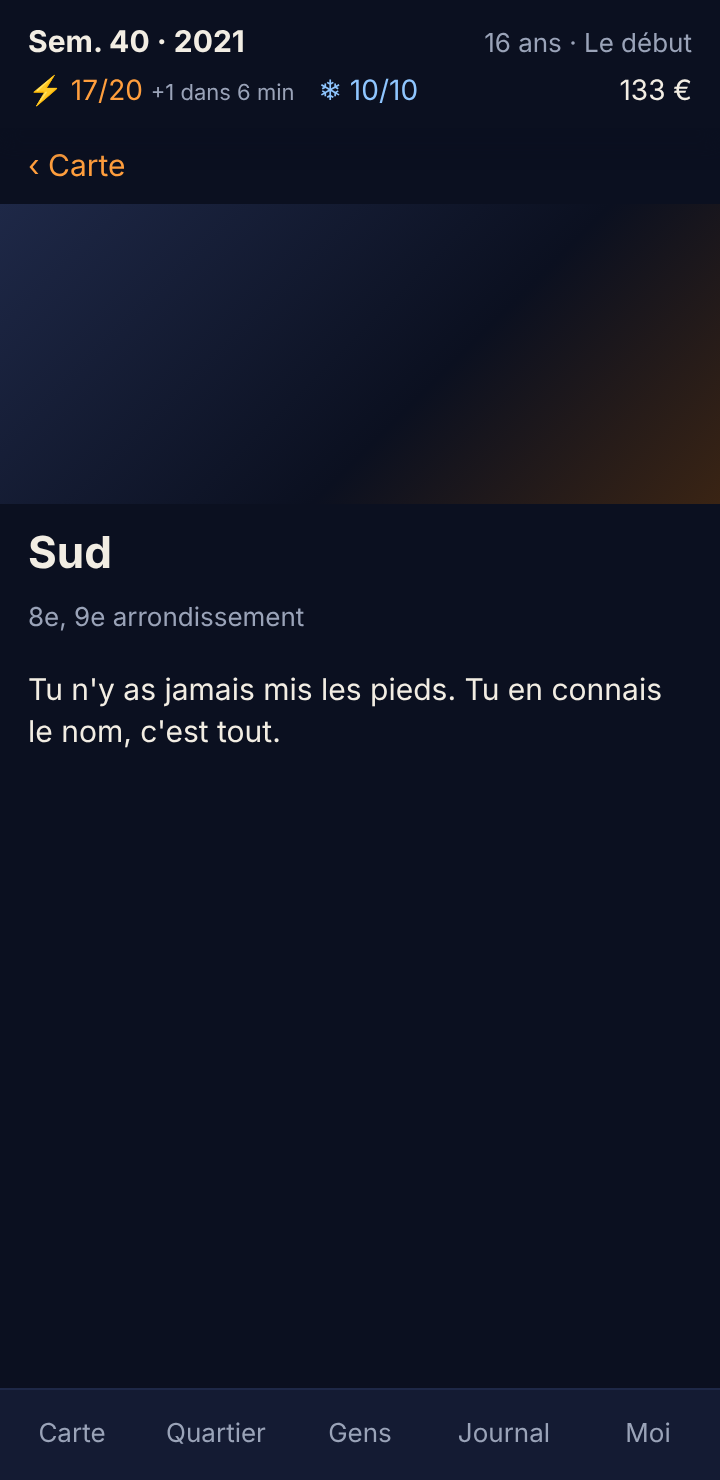 Sem. 40 · 2021 16 ans · Le début
⚡ 17/20 +1 dans 6 min ❄ 10/10 133 €
‹ Carte
Sud
8e, 9e arrondissement
Tu n'y as jamais mis les pieds. Tu en connais
le nom, c'est tout.
Carte Quartier Gens Journal Moi